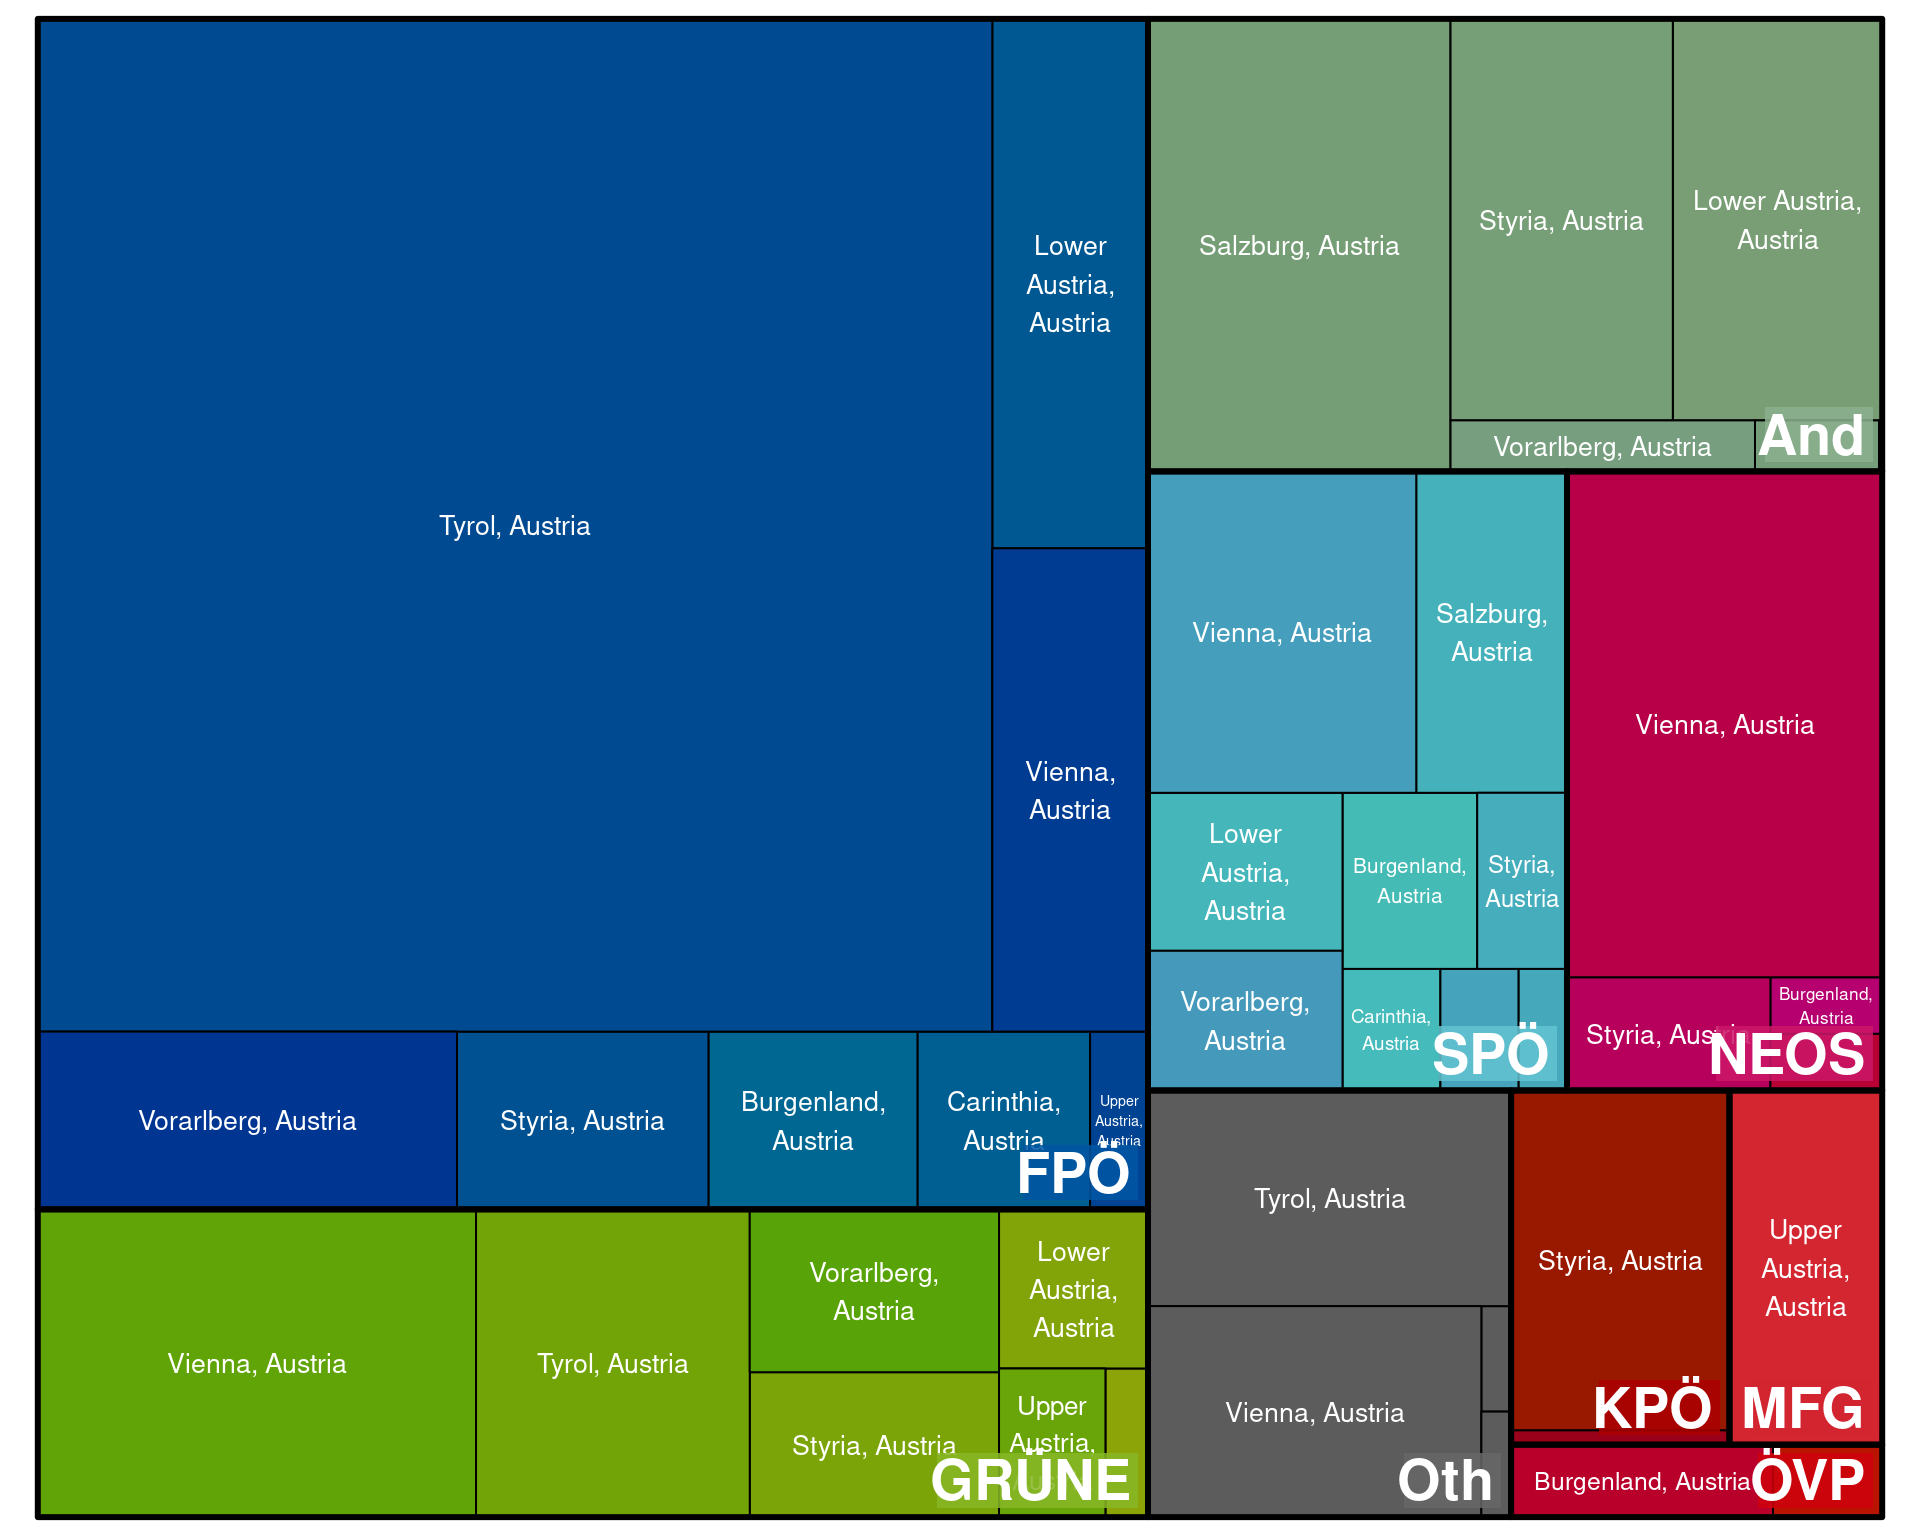 Tyrol, Austria
Lower
Austria,
Austria
Vienna,
Austria
Vorarlberg, Austria
Styria, Austria
Burgenland,
Austria
Carinthia,
Austria
Upper
Austria,
Austria
FPÖ
Vienna, Austria
Tyrol, Austria
Vorarlberg,
Austria
Styria, Austria
Lower
Austria,
Austria
Upper
Austria,
GRÜNE
Salzburg, Austria
Styria, Austria
Lower Austria,
Austria
Vorarlberg, Austria
And
Vienna, Austria
Salzburg,
Austria
Lower
Austria,
Austria
Burgenland,
Austria
Styria,
Austria
Vorarlberg,
Austria
Carinthia,
Austria
SPÖ
Vienna, Austria
Styria, Austria
Burgenland,
Austria
NEOS
Tyrol, Austria
Vienna, Austria
Oth
Styria, Austria
KPÖ
Upper
Austria,
Austria
MFG
Burgenland, Austria
ÖVP